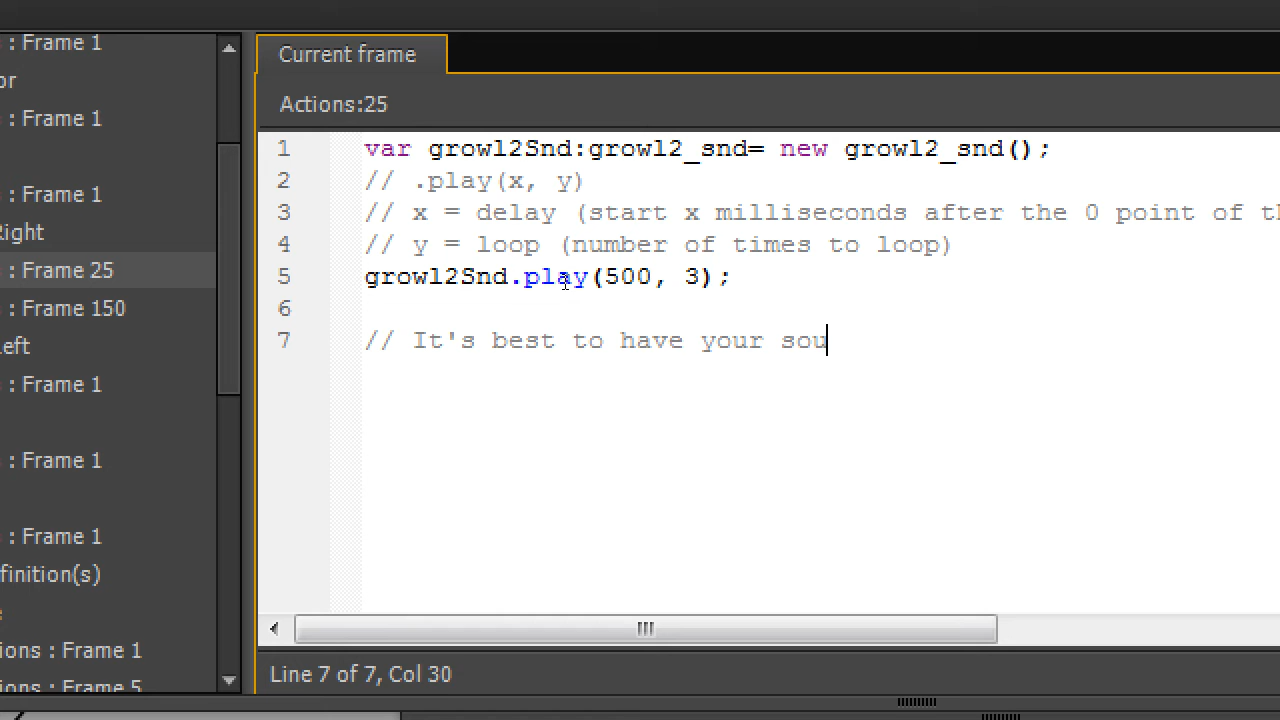 : Frame 1
or
: Frame 1
: Frame 1
Right
: Frame 25
: Frame 150
Left
: Frame 1
: Frame 1
: Frame 1
finition(s)
ions : Frame 1
ions : Frame 5
Current frame
Actions:25
1 var growl2Snd:growl2_snd= new growl2_snd();
2 // .play(x, y)
3 // x = delay (start x milliseconds after the 0 point of th
4 // y = loop (number of times to loop)
5 growl2Snd.play(500, 3);
6
7 // It's best to have your sou
Line 7 of 7, Col 30